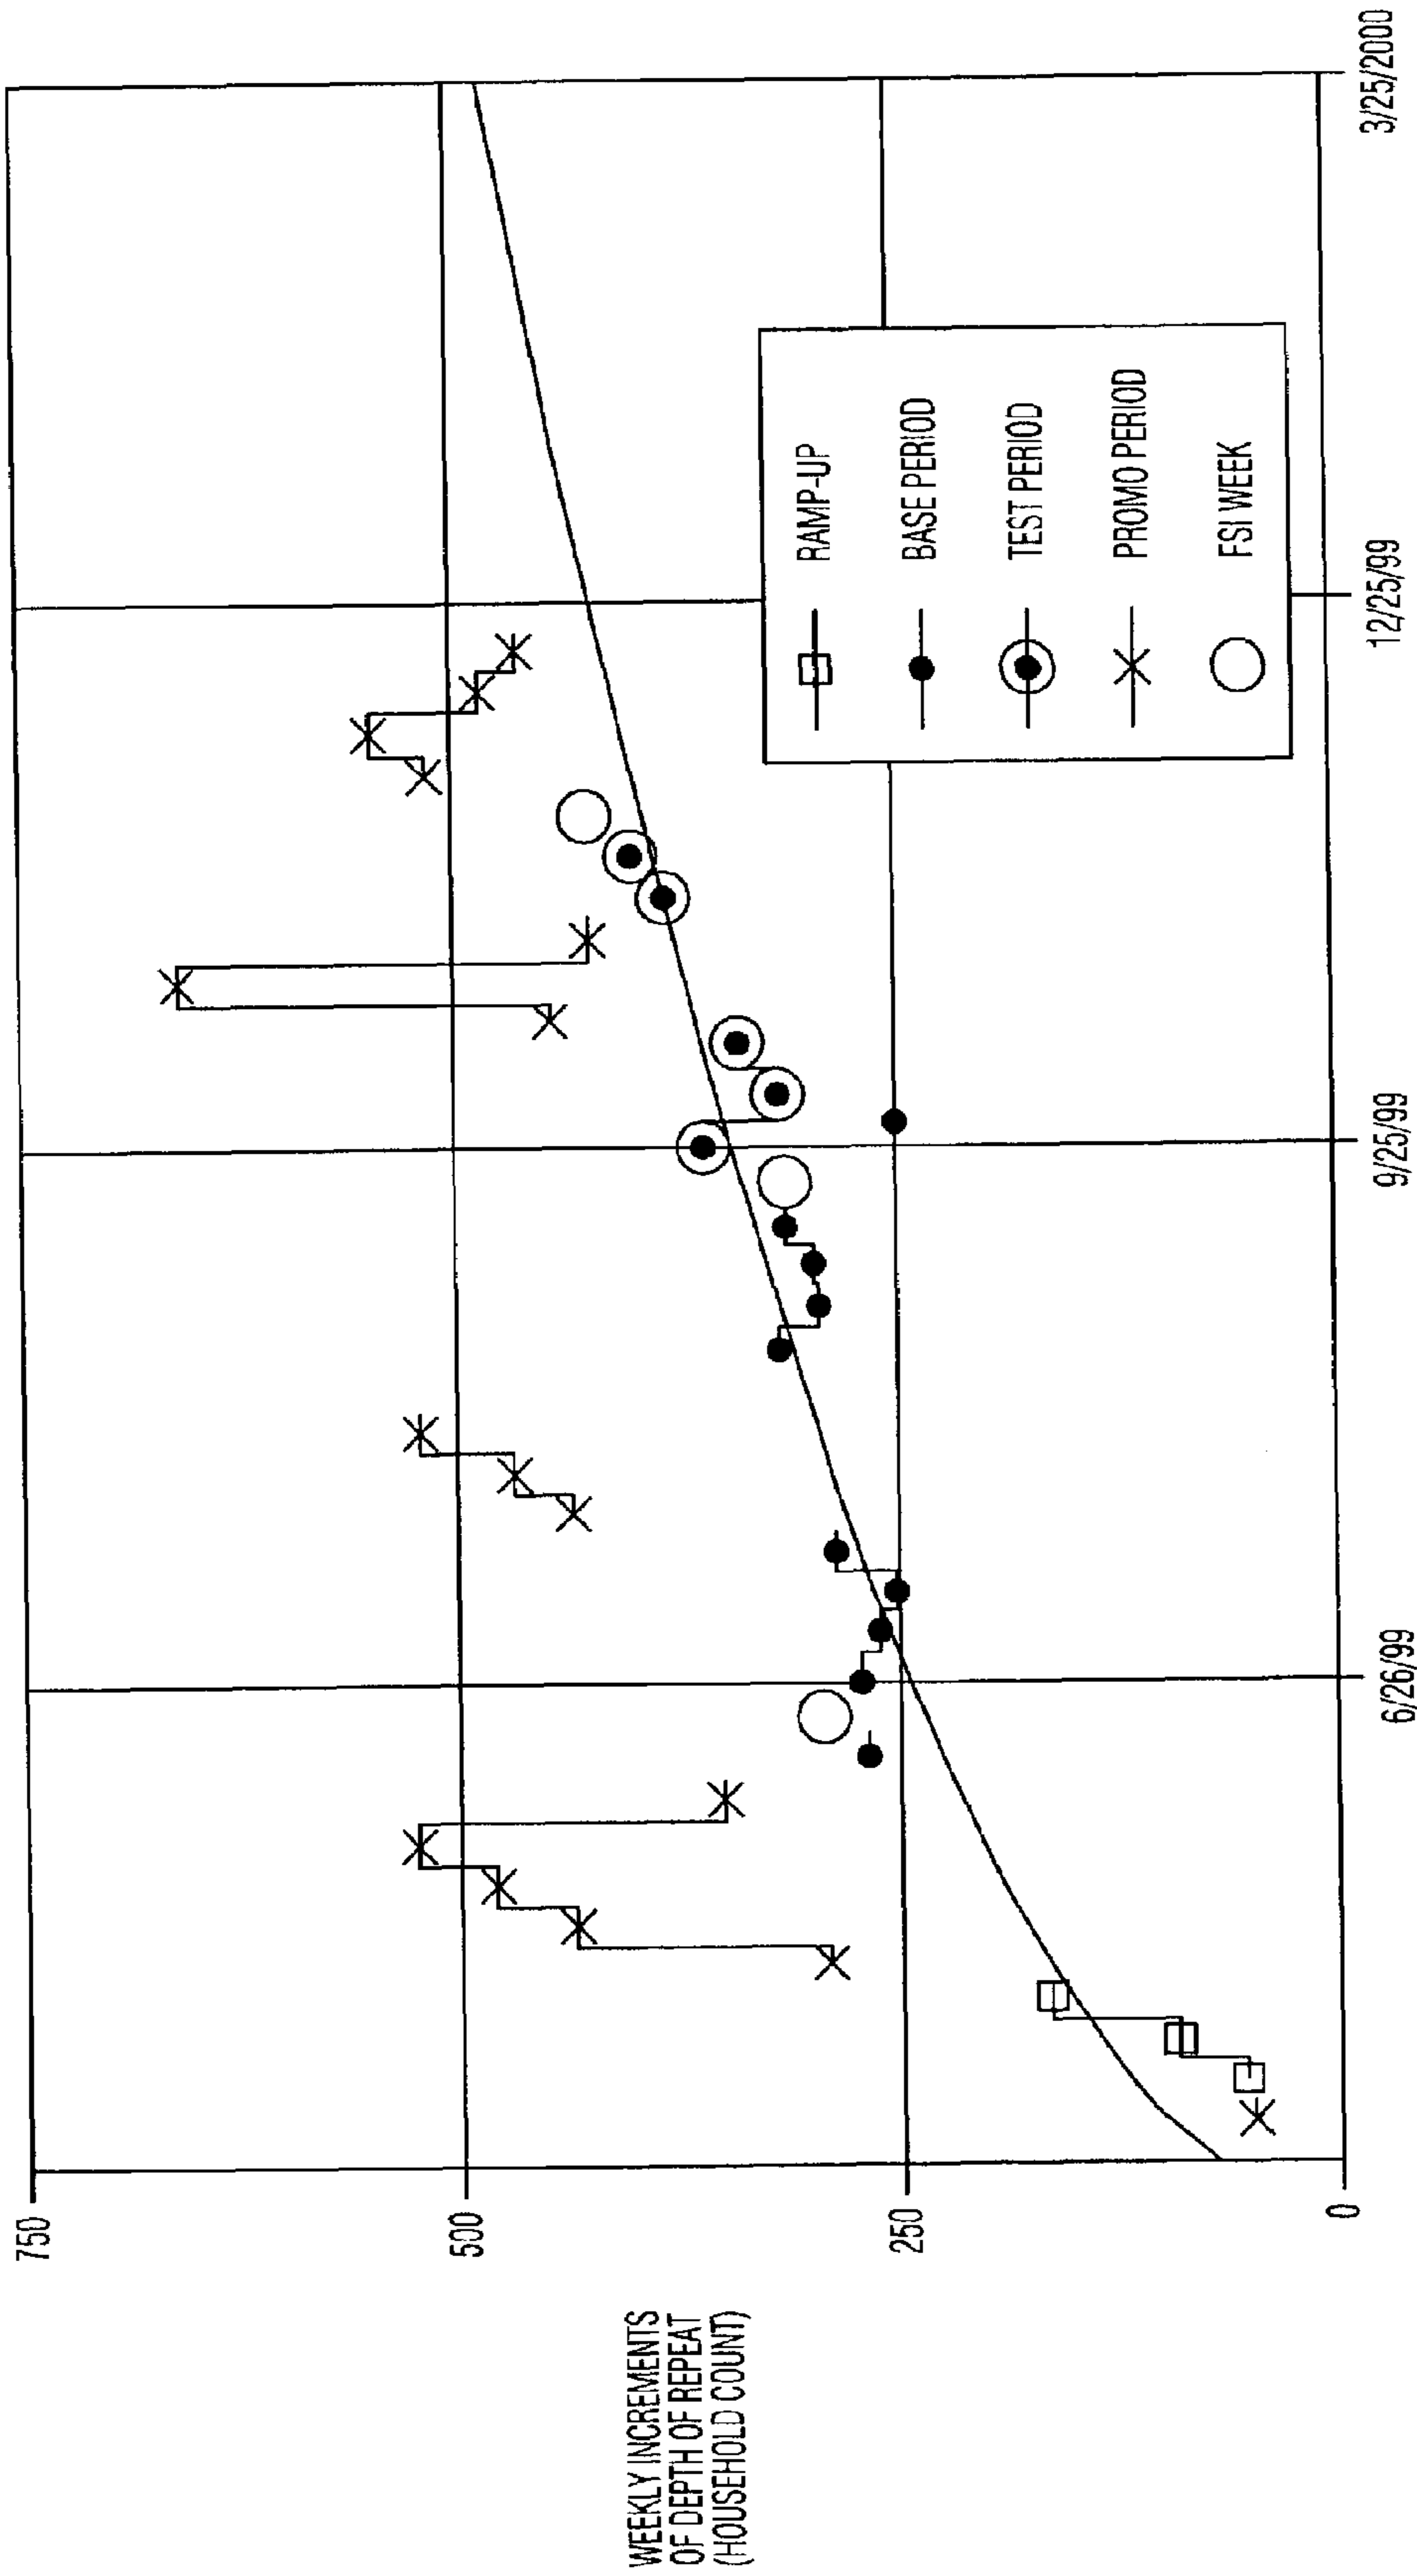 WEEKLY INCREMENTS
OF DEPTH OF REPEAT
(HOUSEHOLD COUNT)
750
500
250
0
6/26/99
9/25/99
12/25/99
3/25/2000
RAMP-UP
BASE PERIOD
TEST PERIOD
PROMO PERIOD
FSI WEEK